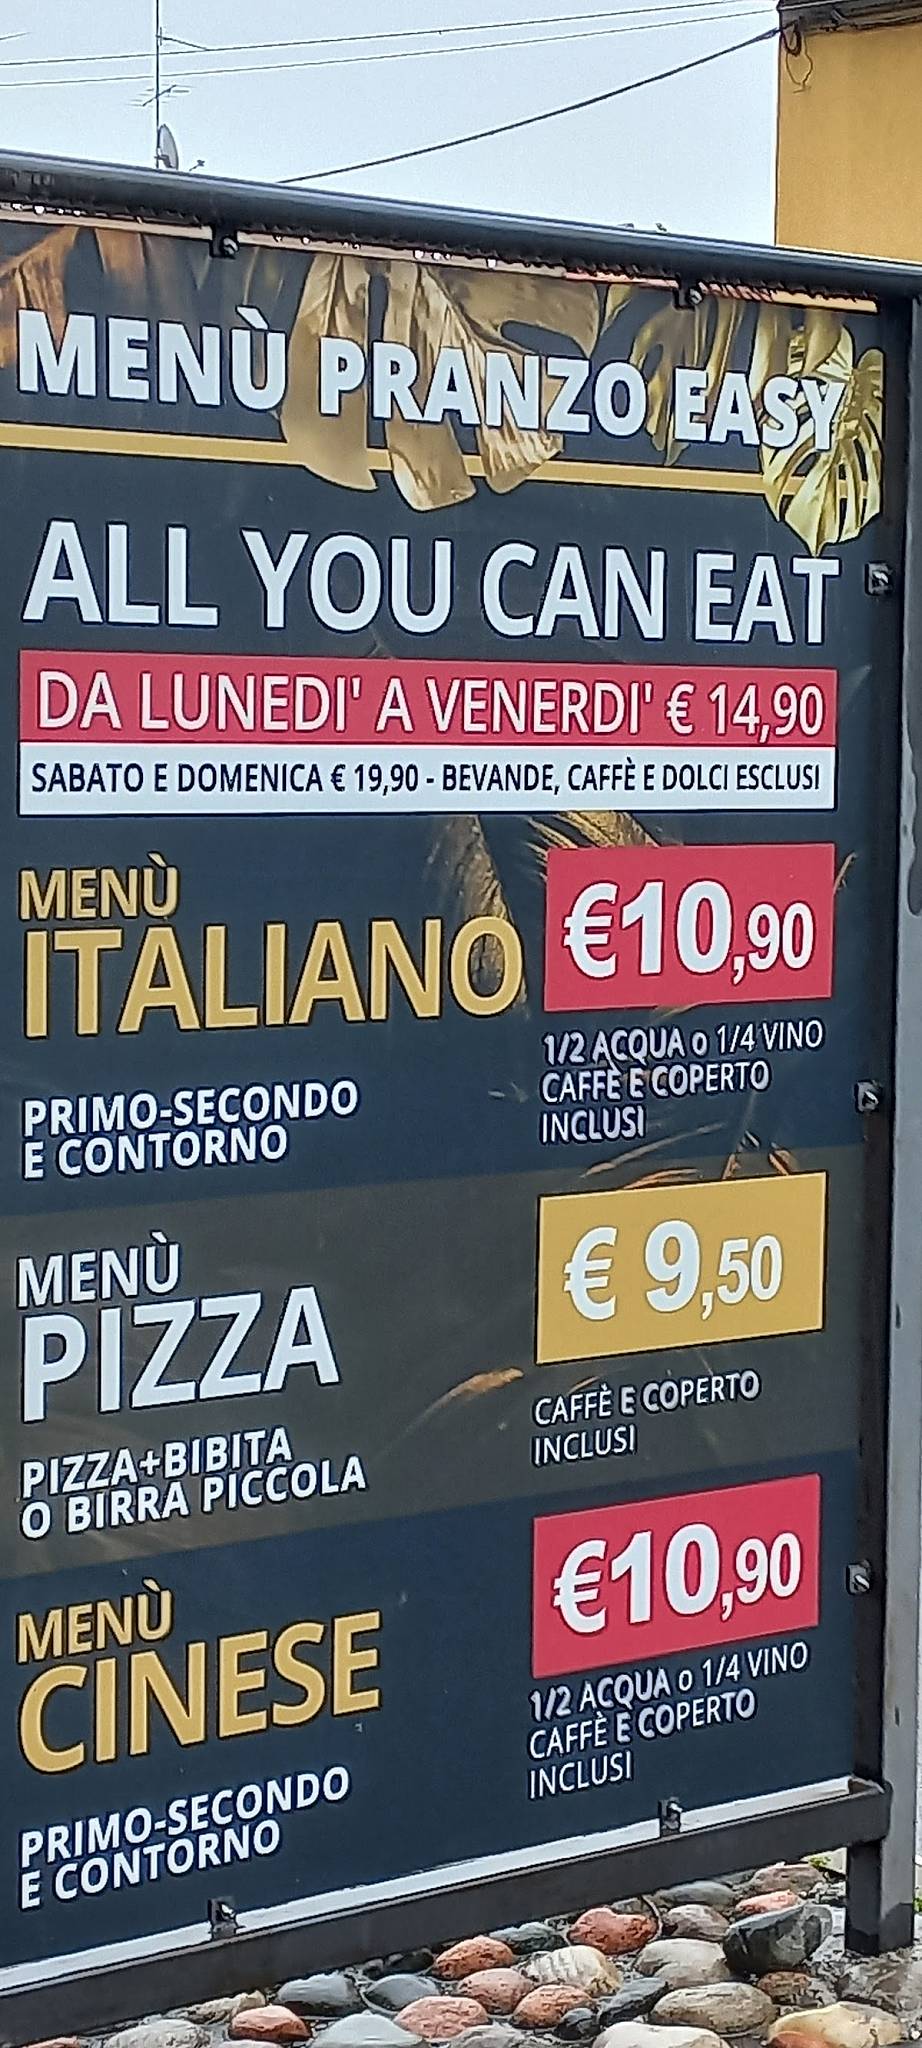 MENÙ PRANZO EASY
ALL YOU CAN EAT
DA LUNEDI' A VENERDI' € 14,90
SABATO E DOMENICA € 19,90 - BEVANDE, CAFFÈ E DOLCI ESCLUSI
MENÙ
ITALIANO
€10,90
PRIMO-SECONDO
E CONTORNO
1/2 ACQUA o 1/4 VINO
CAFFÈ E COPERTO
INCLUSI
MENÙ
PIZZA
€ 9,50
PIZZA+BIBITA
O BIRRA PICCOLA
CAFFÈ E COPERTO
INCLUSI
MENÙ
CINESE
€10,90
PRIMO-SECONDO
E CONTORNO
1/2 ACQUA o 1/4 VINO
CAFFÈ E COPERTO
INCLUSI